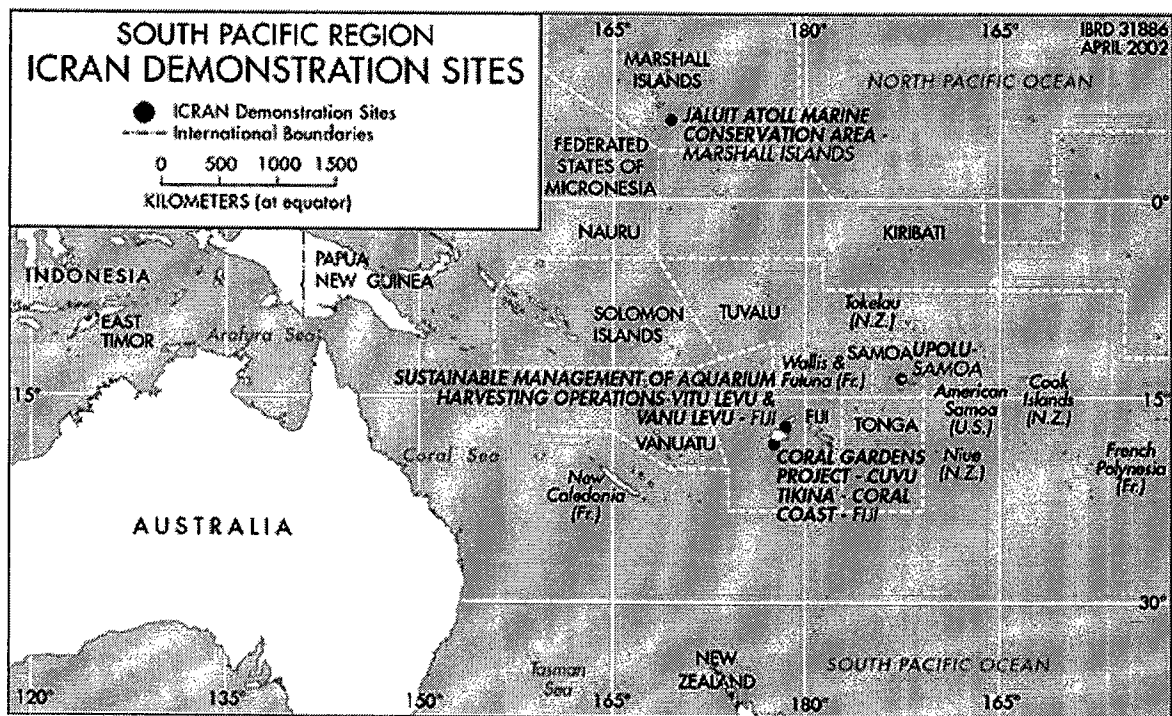 SOUTH PACIFIC REGION
ICRAN DEMONSTRATION SITES
ICRAN Demonstration Sites
International Boundaries
0 500 1000 1500
KILOMETERS (at equator)
165° 180° 165°
IBRD 31886
APRIL 2002
MARSHALL
ISLANDS
NORTH PACIFIC OCEAN
JALUIT ATOLL MARINE
CONSERVATION AREA -
MARSHALL ISLANDS
FEDERATED
STATES OF
MICRONESIA
0°
NAURU
KIRIBATI
INDONESIA
PAPUA
NEW GUINEA
EAST
TIMOR
Arafura Sea
SOLOMON
ISLANDS
TUVALU
Tokelau
(N.Z.)
Wallis &
Futuna (Fr.)
SAMOA
UPOLU-
SAMOA
SUSTAINABLE MANAGEMENT OF AQUARIUM
HARVESTING OPERATIONS-VITU LEVU &
VANU LEVU - FIJI
15°
American
Samoa
(U.S.)
Cook
Islands
(N.Z.)
15°
VANUATU
FIJI
TONGA
Coral Sea
CORAL GARDENS
PROJECT - CUVU
TIKINA - CORAL
COAST - FIJI
Niue
(N.Z.)
French
Polynesia
(Fr.)
New
Caledonia
(Fr.)
AUSTRALIA
30°
Tasman
Sea
NEW
ZEALAND
SOUTH PACIFIC OCEAN
120° 135° 150° 165° 180° 165°